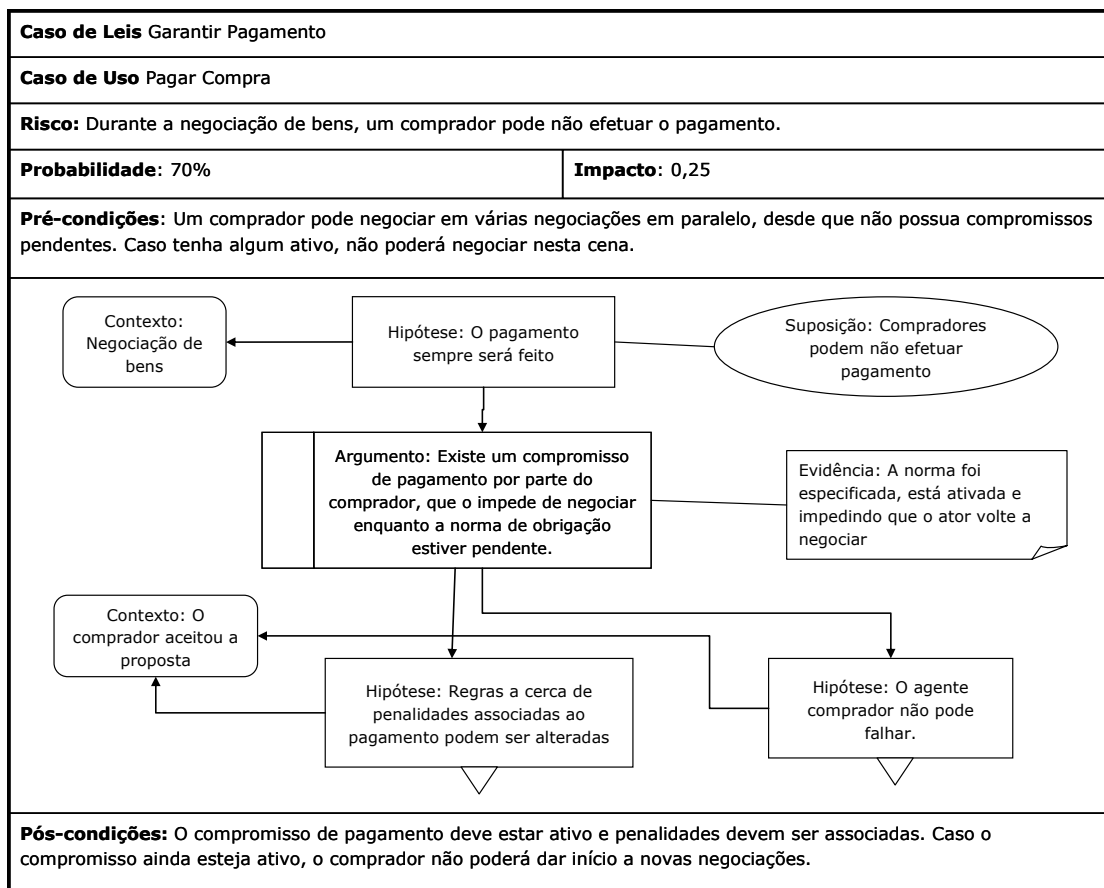 Caso de Leis Garantir Pagamento
Caso de Uso Pagar Compra
Risco: Durante a negociação de bens, um comprador pode não efetuar o pagamento.
Probabilidade: 70%
Impacto: 0,25
Pré-condições: Um comprador pode negociar em várias negociações em paralelo, desde que não possua compromissos
pendentes. Caso tenha algum ativo, não poderá negociar nesta cena.
Contexto:
Negociação de
bens
Hipótese: O pagamento
sempre será feito
Suposição: Compradores
podem não efetuar
pagamento
Argumento: Existe um compromisso
de pagamento por parte do
comprador, que o impede de negociar
enquanto a norma de obrigação
estiver pendente.
Evidência: A norma foi
especificada, está ativada e
impedindo que o ator volte a
negociar
Contexto: O
comprador aceitou a
proposta
Hipótese: Regras a cerca de
penalidades associadas ao
pagamento podem ser alteradas
Hipótese: O agente
comprador não pode
falhar.
Pós-condições: O compromisso de pagamento deve estar ativo e penalidades devem ser associadas. Caso o
compromisso ainda esteja ativo, o comprador não poderá dar início a novas negociações.